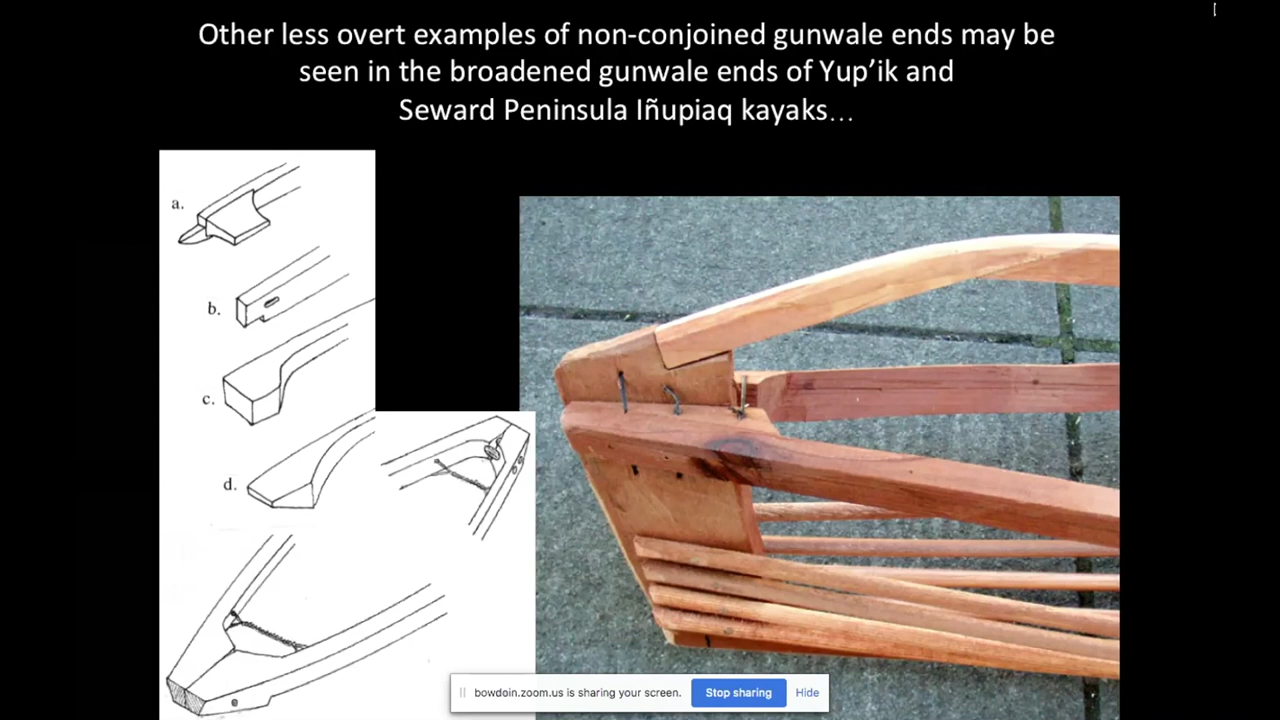 Other less overt examples of non-conjoined gunwale ends may be
seen in the broadened gunwale ends of Yup’ik and
Seward Peninsula Iñupiaq kayaks…
a.
b.
c.
d.
bowdoin.zoom.us is sharing your screen.
Stop sharing
Hide